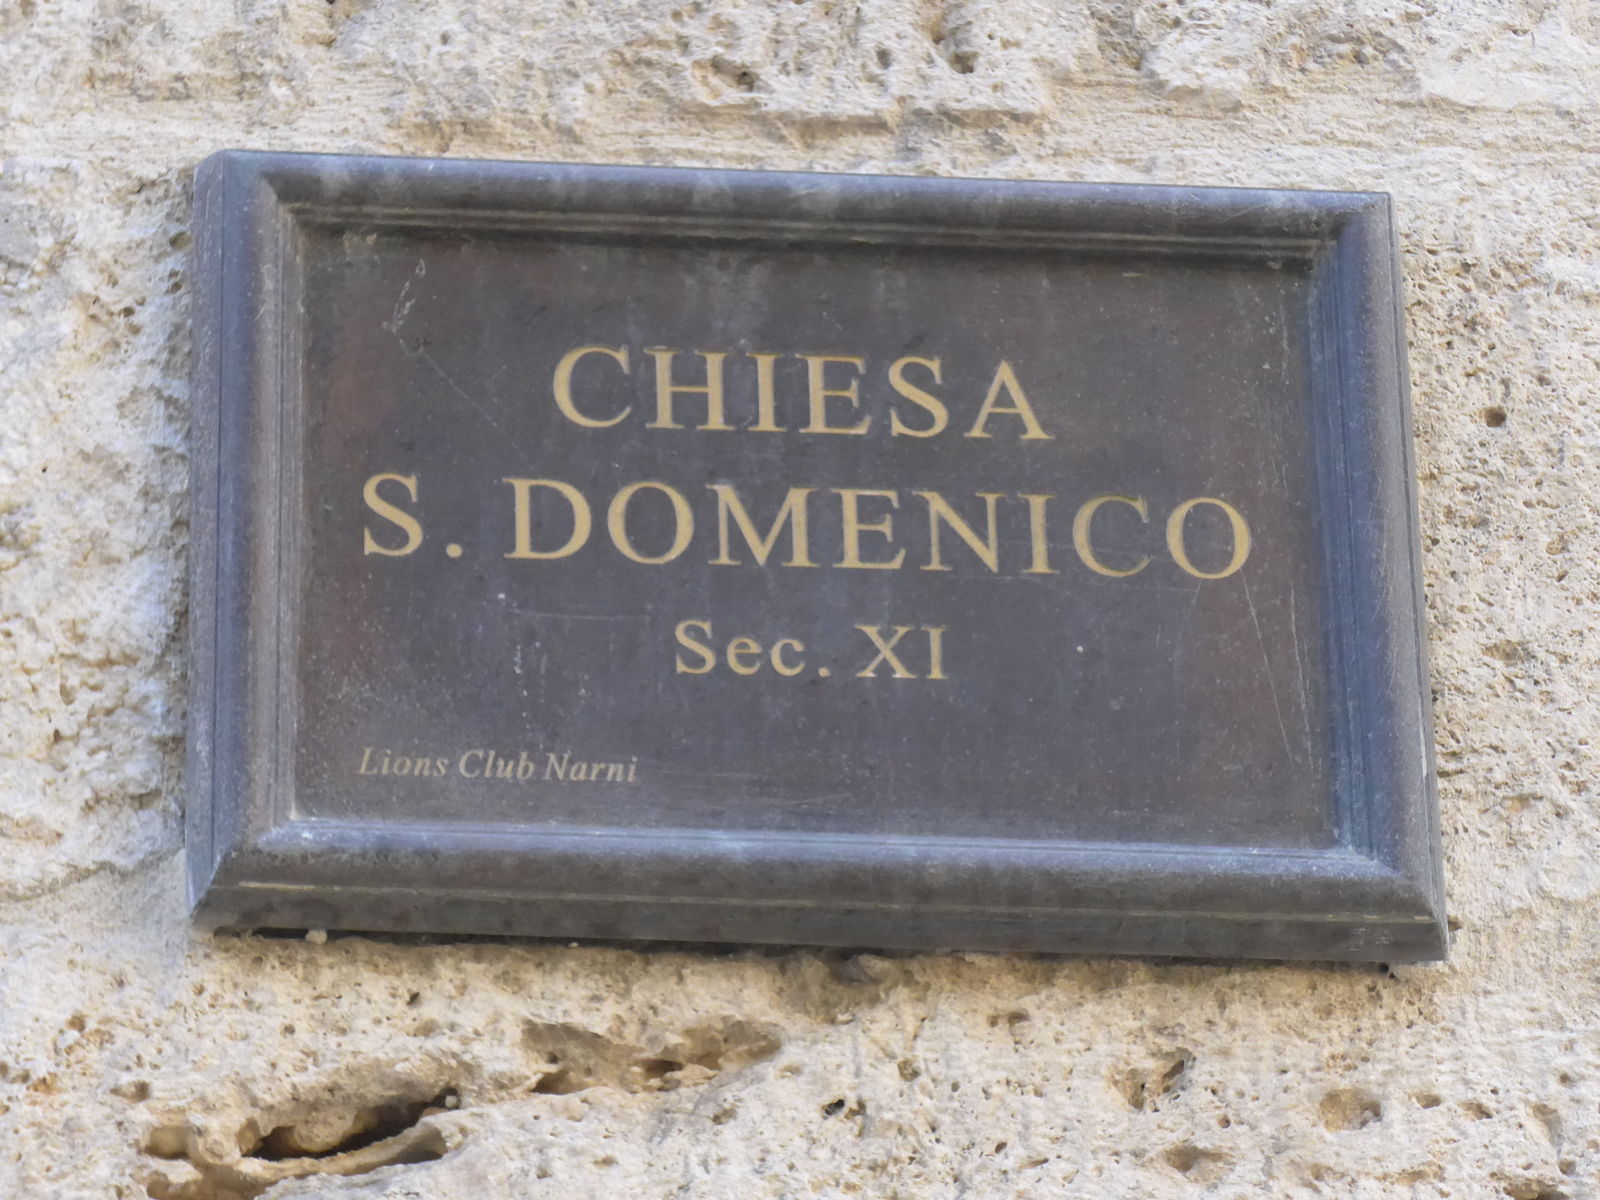 CHIESA
S. DOMENICO
Sec. XI
Lions Club Narni